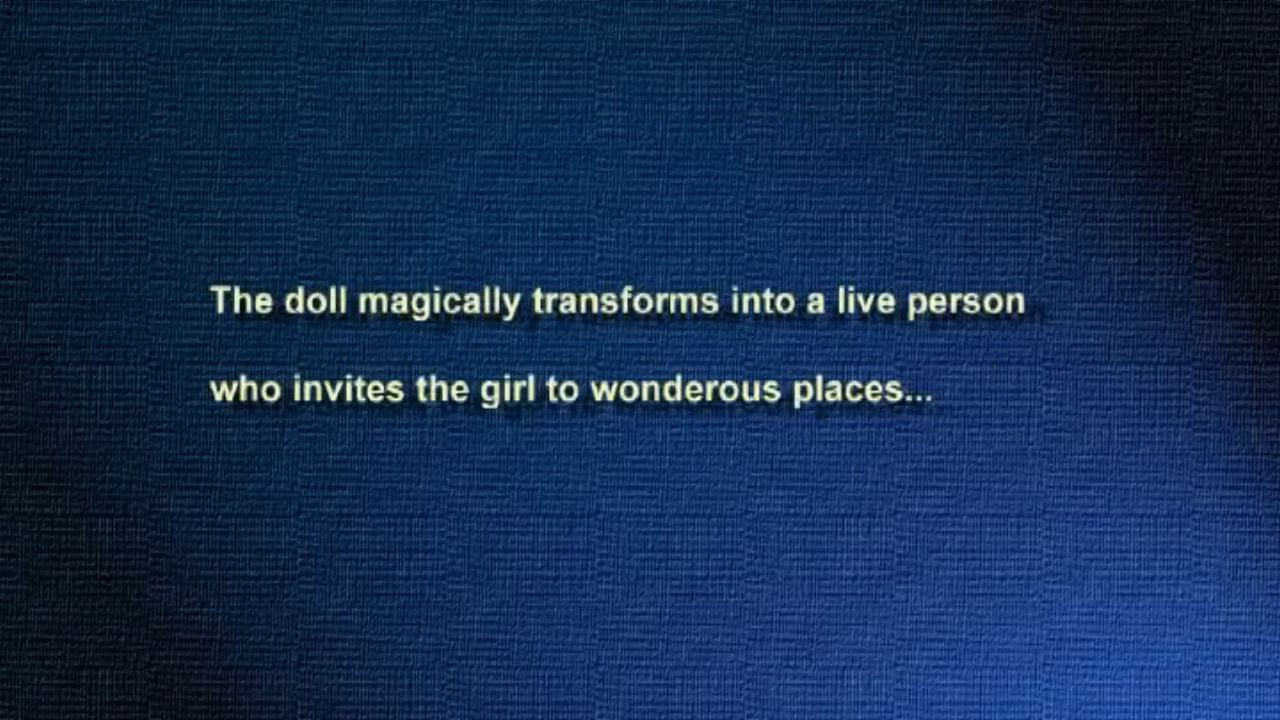 The doll magically transforms into a live person
who invites the girl to wonderous places...